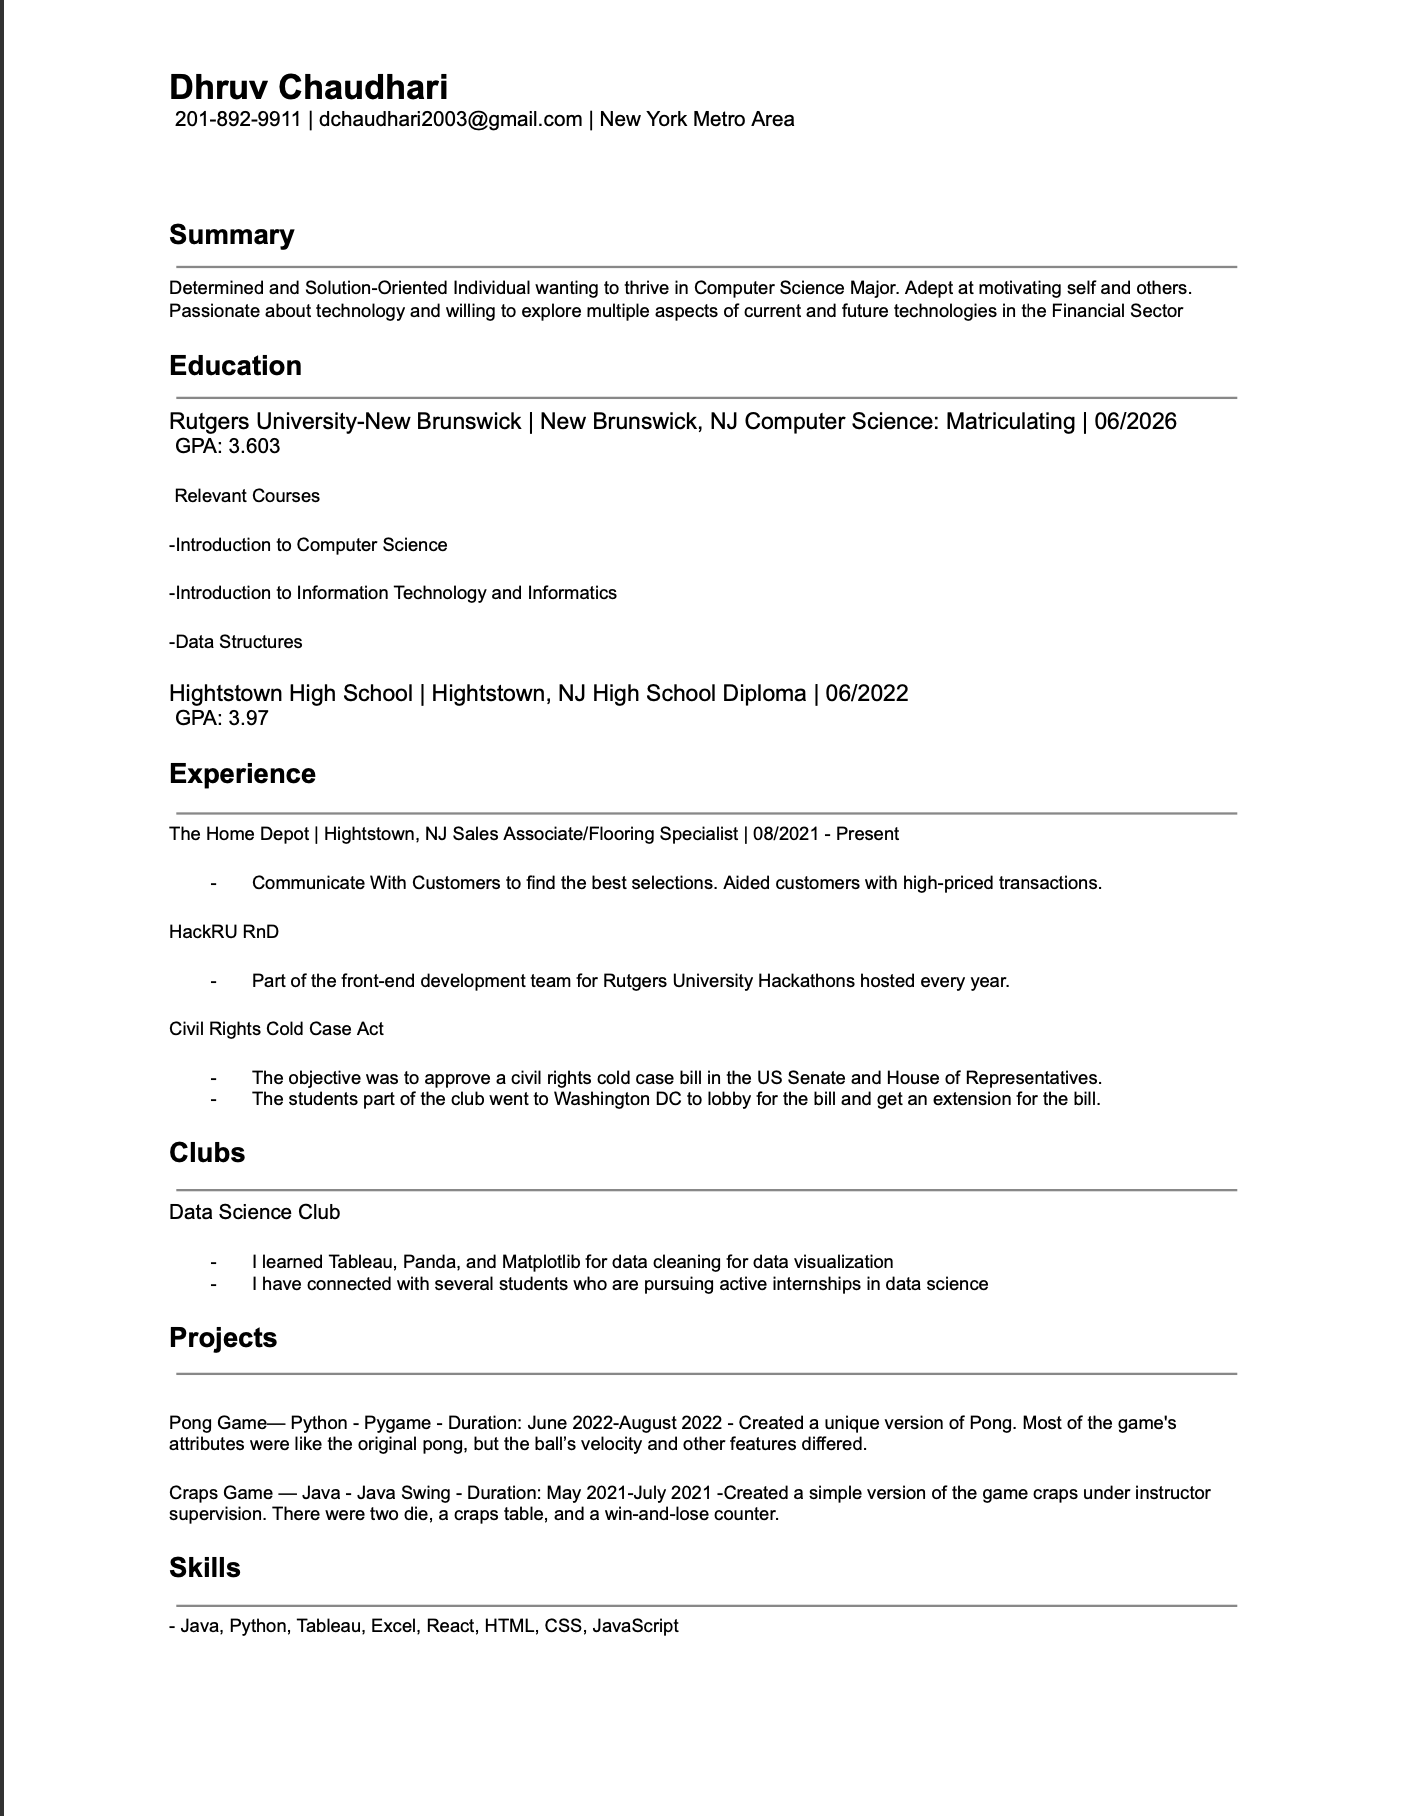 Dhruv Chaudhari
201-892-9911 | dchaudhari2003@gmail.com | New York Metro Area
Summary
Determined and Solution-Oriented Individual wanting to thrive in Computer Science Major. Adept at motivating self and others.
Passionate about technology and willing to explore multiple aspects of current and future technologies in the Financial Sector
Education
Rutgers University-New Brunswick | New Brunswick, NJ Computer Science: Matriculating | 06/2026
GPA: 3.603
Relevant Courses
-Introduction to Computer Science
-Introduction to Information Technology and Informatics
-Data Structures
Hightstown High School | Hightstown, NJ High School Diploma | 06/2022
GPA: 3.97
Experience
The Home Depot | Hightstown, NJ Sales Associate/Flooring Specialist | 08/2021 - Present
- Communicate With Customers to find the best selections. Aided customers with high-priced transactions.
HackRU RnD
- Part of the front-end development team for Rutgers University Hackathons hosted every year.
Civil Rights Cold Case Act
- The objective was to approve a civil rights cold case bill in the US Senate and House of Representatives.
- The students part of the club went to Washington DC to lobby for the bill and get an extension for the bill.
Clubs
Data Science Club
- I learned Tableau, Panda, and Matplotlib for data cleaning for data visualization
- I have connected with several students who are pursuing active internships in data science
Projects
Pong Game— Python - Pygame - Duration: June 2022-August 2022 - Created a unique version of Pong. Most of the game's
attributes were like the original pong, but the ball’s velocity and other features differed.
Craps Game — Java - Java Swing - Duration: May 2021-July 2021 -Created a simple version of the game craps under instructor
supervision. There were two die, a craps table, and a win-and-lose counter.
Skills
- Java, Python, Tableau, Excel, React, HTML, CSS, JavaScript